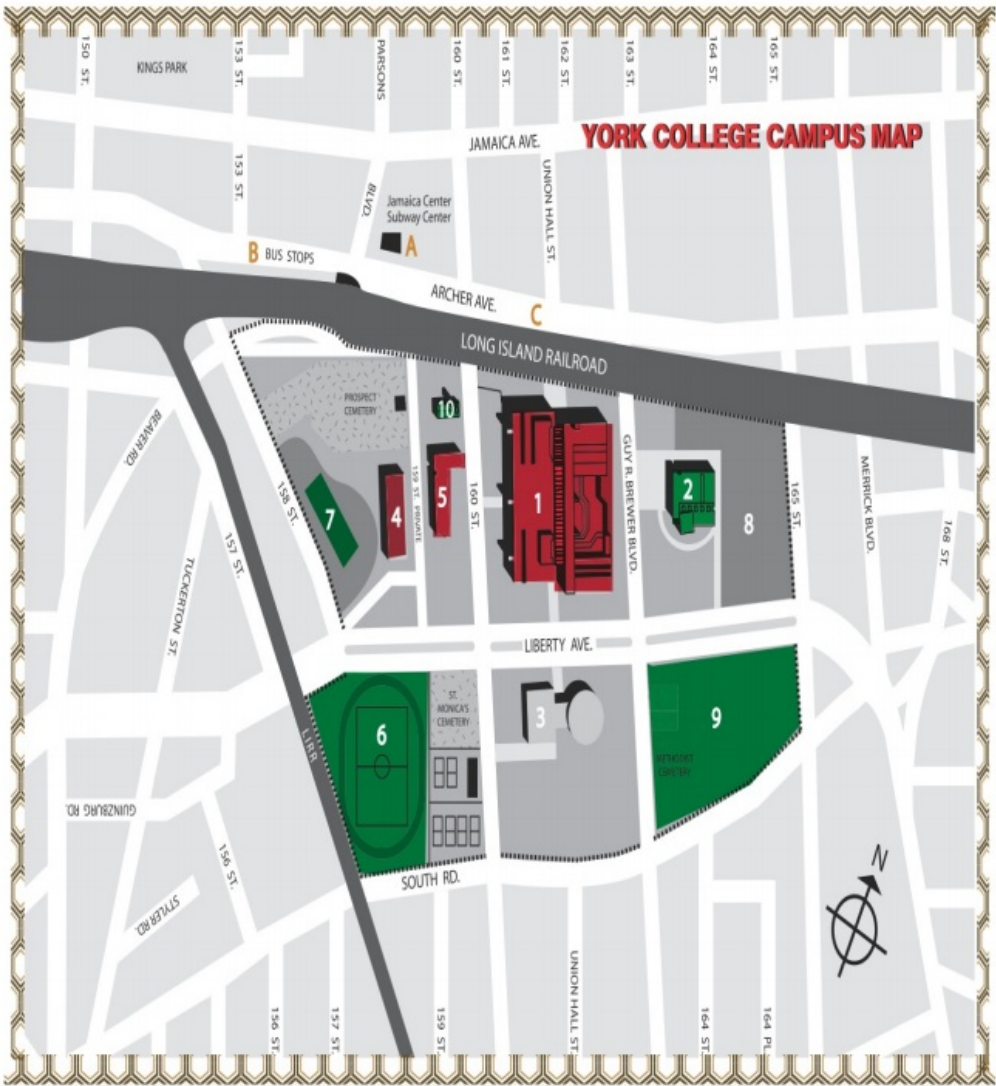 150 ST.
KINGS PARK
153 ST.
PARSONS
160 ST.
161 ST.
162 ST.
163 ST.
164 ST.
165 ST.
YORK COLLEGE CAMPUS MAP
JAMAICA AVE.
153 ST.
BLVD.
Jamaica Center
Subway Center
UNION HALL ST.
A
B
BUS STOPS
ARCHER AVE.
C
LONG ISLAND RAILROAD
PROSPECT
CEMETERY
10
BEAVER RD.
158 ST.
7
4
159 ST. PRIVATE
5
160 ST.
1
GUY R. BREWER BLVD.
2
8
165 ST.
MERRICK BLVD.
168 ST.
157 ST.
TUCKERTON ST.
LIBERTY AVE.
6
ST.
MONICA'S
CEMETERY
3
9
METHODIST
CEMETERY
LIRR
GUINZBURG RD.
156 ST.
STYLER RD.
SOUTH RD.
N
156 ST.
157 ST.
159 ST.
UNION HALL ST.
164 ST.
164 PL.